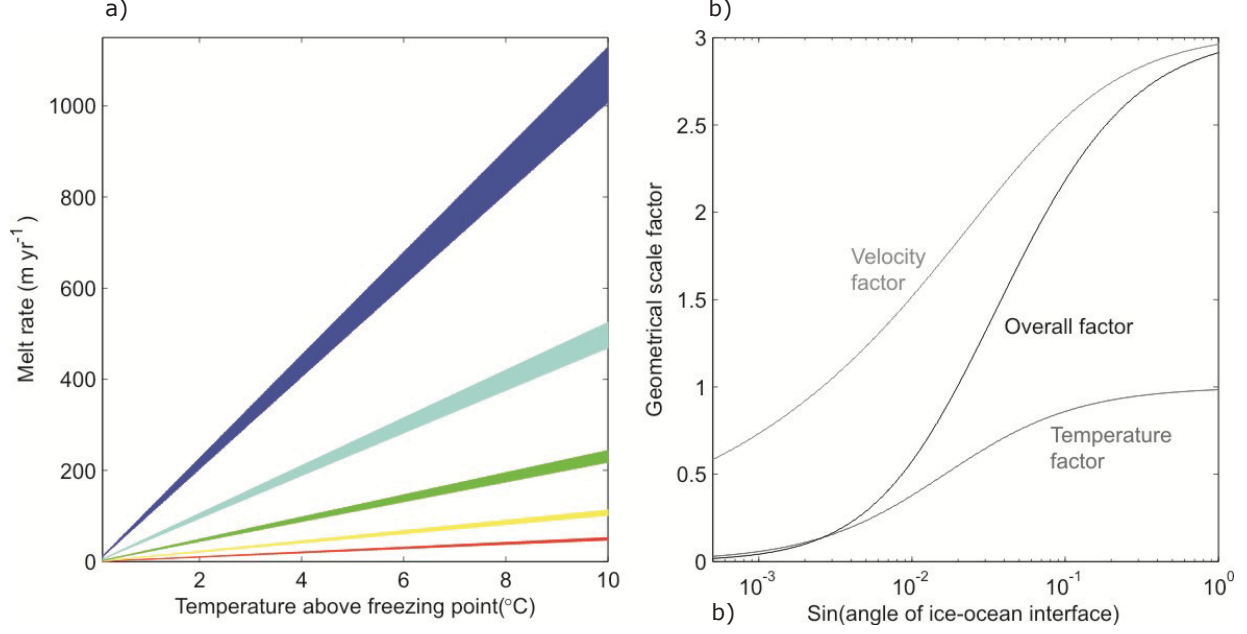 a)
1000
800
600
400
200
0
Melt rate (m yr-1 )
2
4
6
8
10
Temperature above freezing point(°C)
b)
3
2.5
2
1.5
1
0.5
0
Geometrical scale factor
Velocity
factor
Overall factor
Temperature
factor
10-3
10-2
10-1
100
b)
Sin(angle of ice-ocean interface)